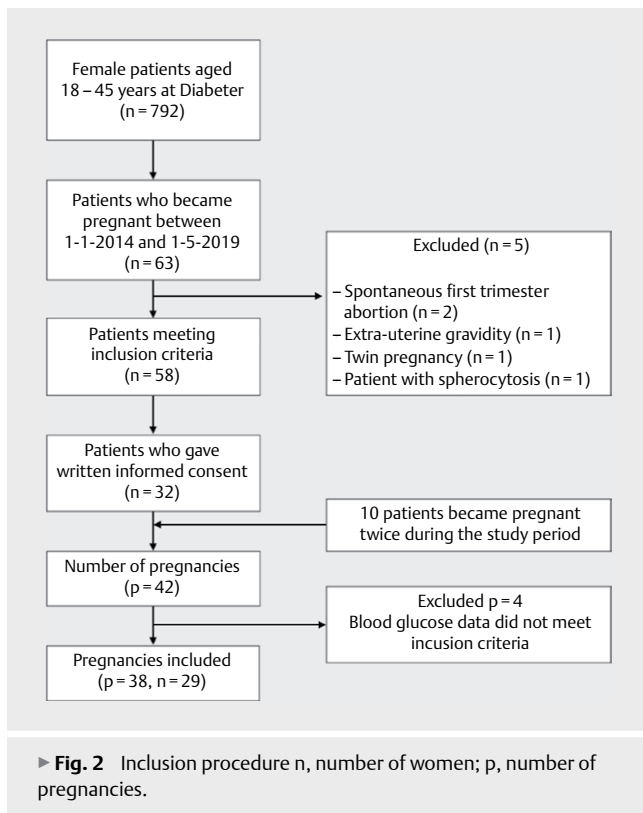 Female patients aged
18 – 45 years at Diabeter
(n = 792)
Patients who became
pregnant between
1-1-2014 and 1-5-2019
(n = 63)
Excluded (n = 5)
– Spontaneous first trimester
abortion (n = 2)
– Extra-uterine gravidity (n = 1)
– Twin pregnancy (n = 1)
– Patient with spherocytosis (n = 1)
Patients meeting
inclusion criteria
(n = 58)
Patients who gave
written informed consent
(n = 32)
10 patients became pregnant
twice during the study period
Number of pregnancies
(p = 42)
Excluded p = 4
Blood glucose data did not meet
incusion criteria
Pregnancies included
(p = 38, n = 29)
▶ Fig. 2 Inclusion procedure n, number of women; p, number of
pregnancies.